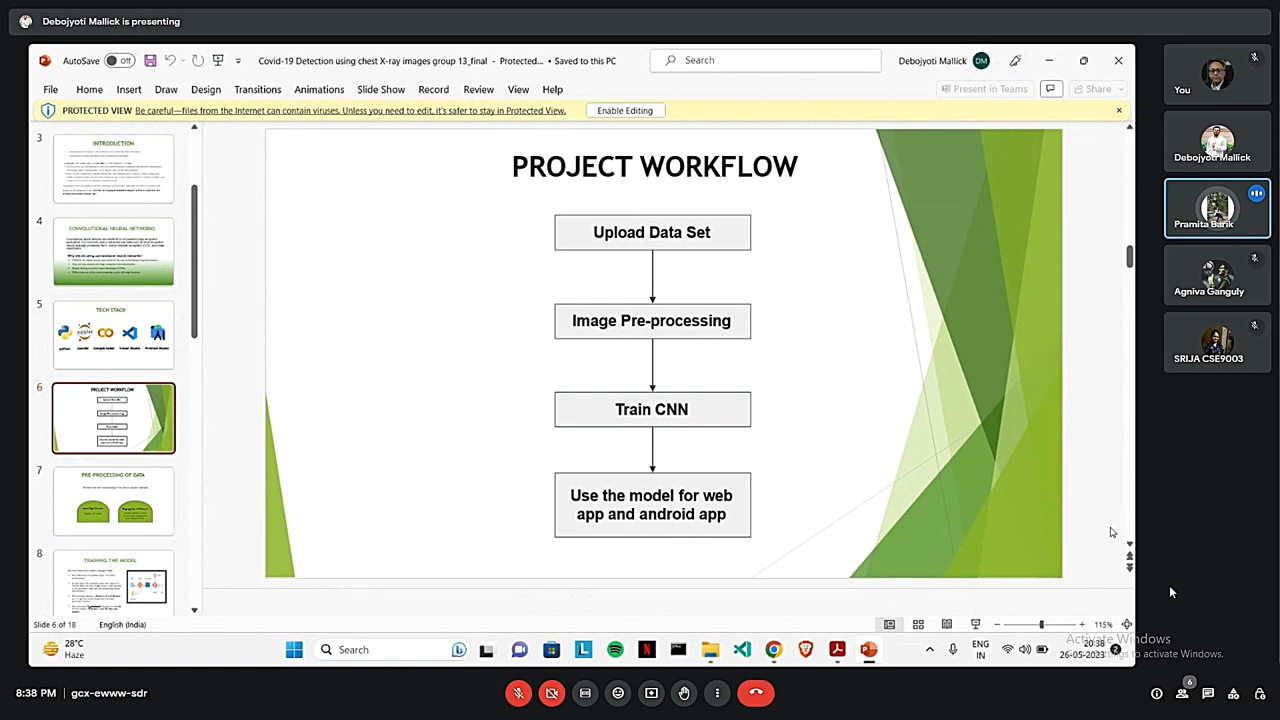 Debojyoti Mallick is presenting
AutoSave Off
Covid-19 Detection using chest X-ray images group 13_final - Protected... • Saved to this PC
Search
Debojyoti Mallick DM
File Home Insert Draw Design Transitions Animations Slide Show Record Review View Help
Present in Teams Share
PROTECTED VIEW Be careful—files from the Internet can contain viruses. Unless you need to edit, it's safer to stay in Protected View. Enable Editing
3
INTRODUCTION
4
CONVOLUTIONAL NEURAL NETWORKS
5
TECH STACK
6
PROJECT WORKFLOW
7
PRE-PROCESSING OF DATA
8
TRAINING THE MODEL
PROJECT WORKFLOW
Upload Data Set
Image Pre-processing
Train CNN
Use the model for web
app and android app
You
Debojyoti Mallick
Pramita Barik
Agniva Ganguly
SRIJA CSE9003
Slide 6 of 18 English (India)
115%
Activate Windows
28°C
Haze
Search
ENG
IN
20:38
26-05-2023
2
8:38 PM | gcx-ewww-sdr
6